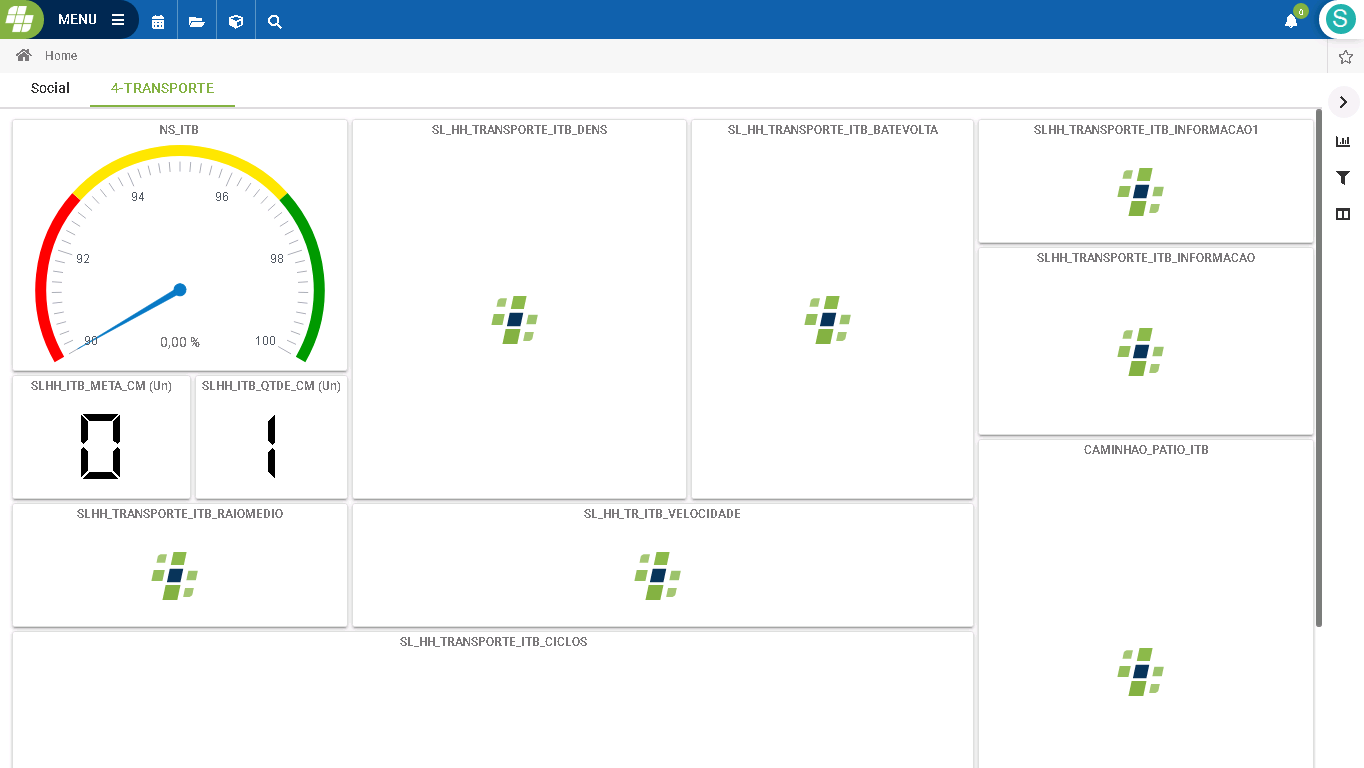 MENU
0
S
Home
Social
4-TRANSPORTE
NS_ITB
90
92
94
96
98
100
0,00 %
SL_HH_TRANSPORTE_ITB_DENS
SL_HH_TRANSPORTE_ITB_BATEVOLTA
SLHH_TRANSPORTE_ITB_INFORMACAO1
SLHH_TRANSPORTE_ITB_INFORMACAO
SLHH_ITB_META_CM (Un)
0
SLHH_ITB_QTDE_CM (Un)
1
CAMINHAO_PATIO_ITB
SLHH_TRANSPORTE_ITB_RAIOMEDIO
SL_HH_TR_ITB_VELOCIDADE
SL_HH_TRANSPORTE_ITB_CICLOS